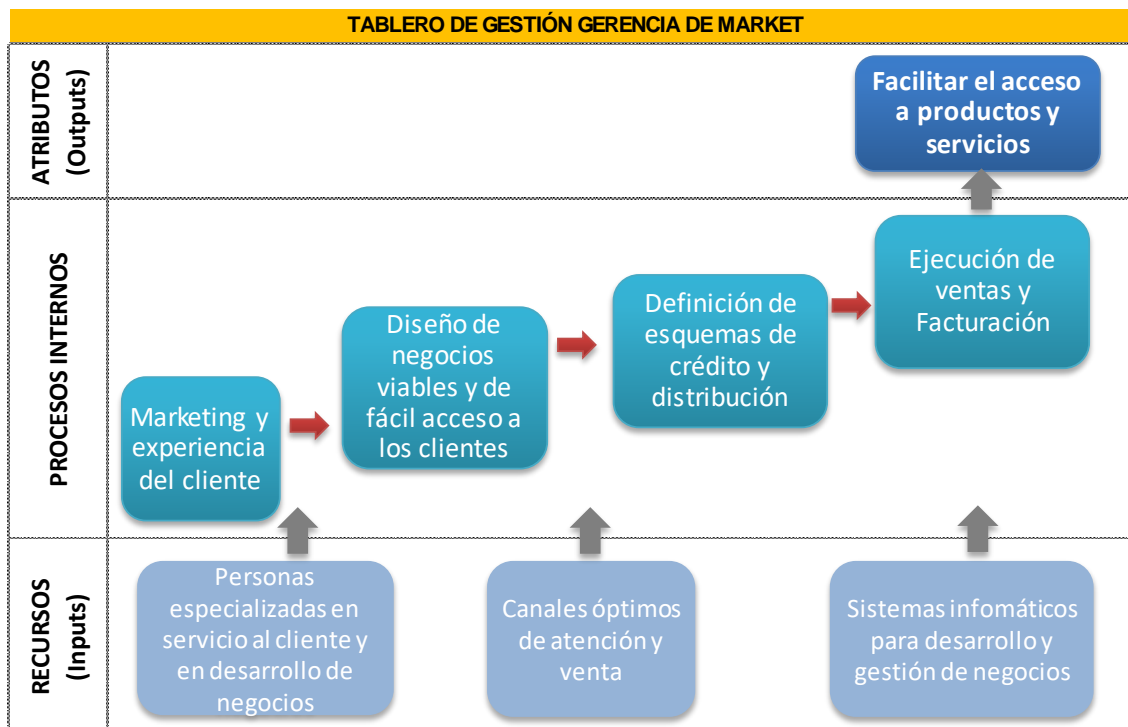 TABLERO DE GESTIÓN GERENCIA DE MARKET
ATRIBUTOS
(Outputs)
Facilitar el acceso
a productos y
servicios
PROCESOS INTERNOS
Marketing y
experiencia
del cliente
Diseño de
negocios
viables y de
fácil acceso a
los clientes
Definición de
esquemas de
crédito y
distribución
Ejecución de
ventas y
Facturación
RECURSOS
(Inputs)
Personas
especializadas en
servicio al cliente y
en desarrollo de
negocios
Canales óptimos
de atención y
venta
Sistemas infomáticos
para desarrollo y
gestión de negocios